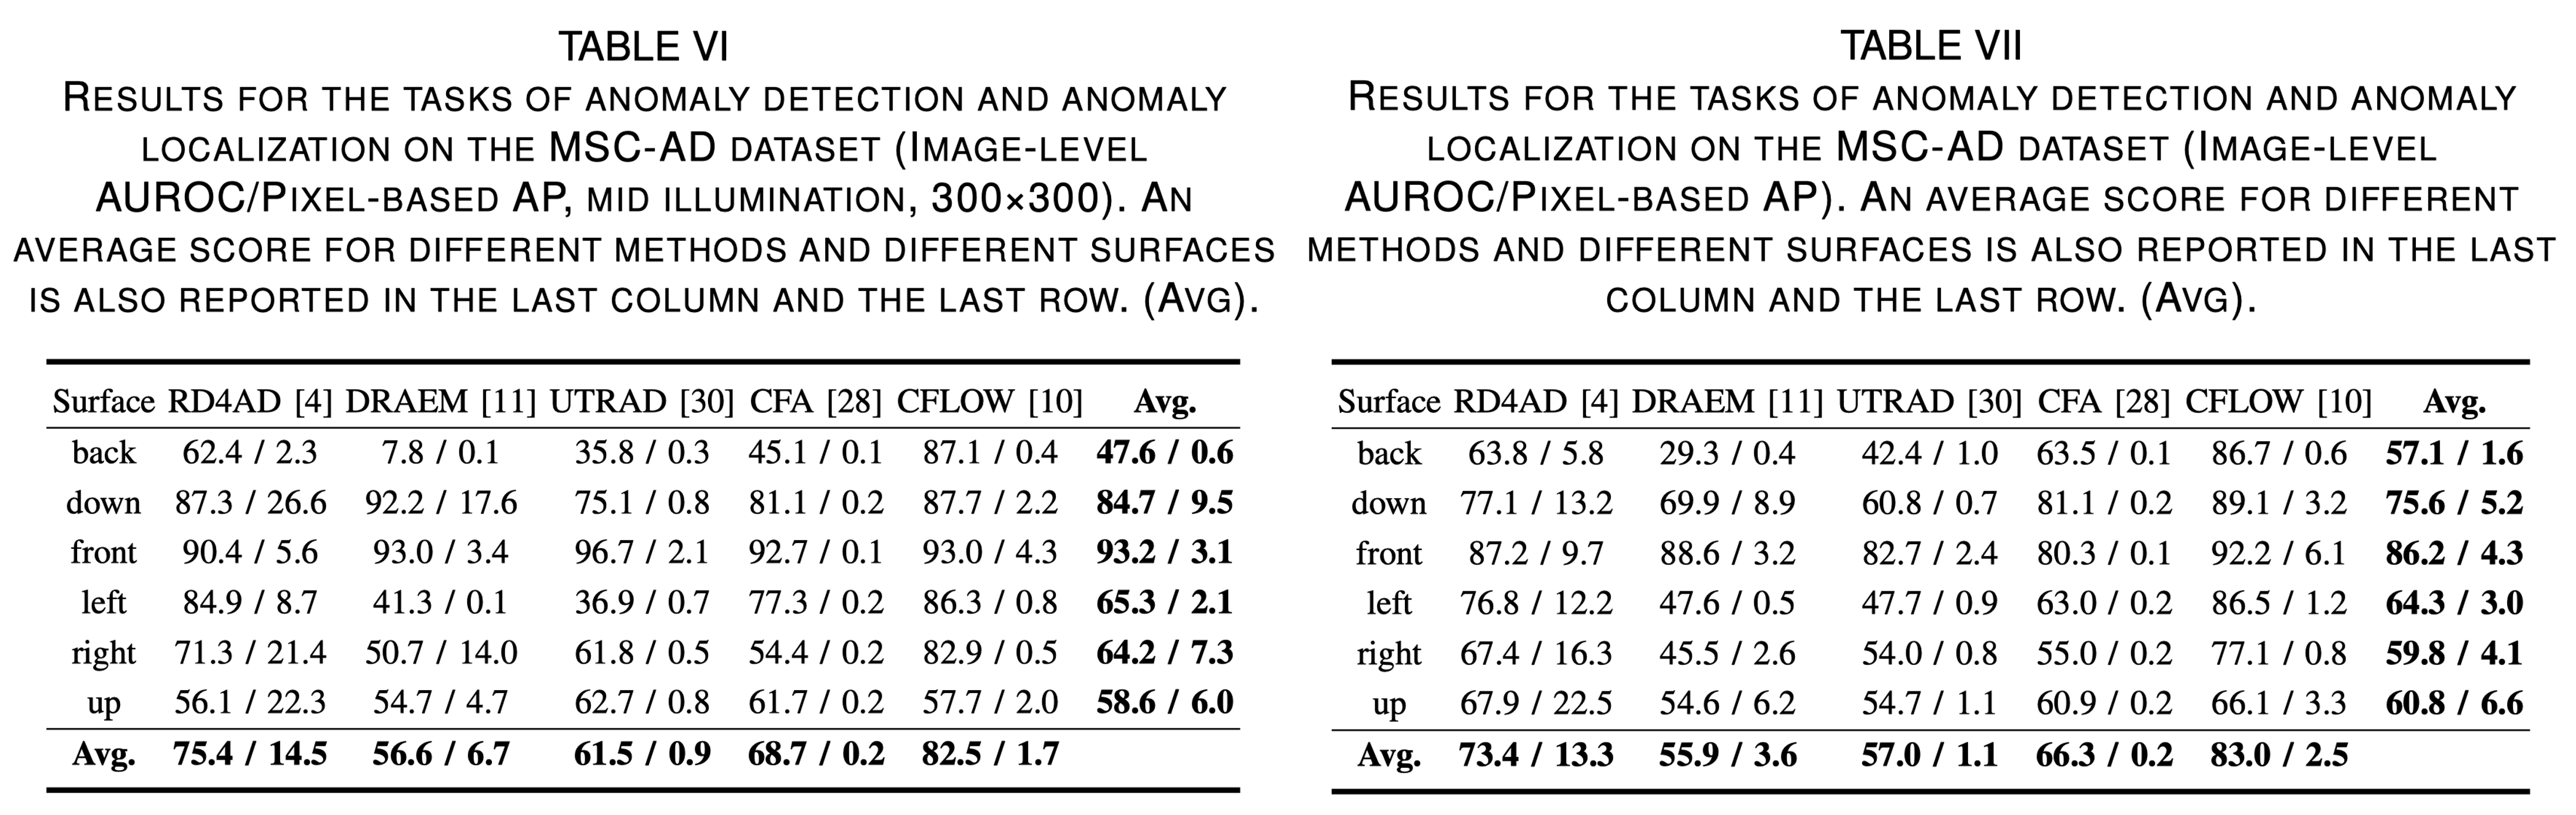 TABLE VI
RESULTS FOR THE TASKS OF ANOMALY DETECTION AND ANOMALY
LOCALIZATION ON THE MSC-AD DATASET (IMAGE-LEVEL
AUROC/PIXEL-BASED AP, MID ILLUMINATION, 300×300). AN
AVERAGE SCORE FOR DIFFERENT METHODS AND DIFFERENT SURFACES
IS ALSO REPORTED IN THE LAST COLUMN AND THE LAST ROW. (AVG).
Surface RD4AD [4] DRAEM [11] UTRAD [30] CFA [28] CFLOW [10] Avg.
back 62.4 / 2.3 7.8 / 0.1 35.8 / 0.3 45.1 / 0.1 87.1 / 0.4 47.6 / 0.6
down 87.3 / 26.6 92.2 / 17.6 75.1 / 0.8 81.1 / 0.2 87.7 / 2.2 84.7 / 9.5
front 90.4 / 5.6 93.0 / 3.4 96.7 / 2.1 92.7 / 0.1 93.0 / 4.3 93.2 / 3.1
left 84.9 / 8.7 41.3 / 0.1 36.9 / 0.7 77.3 / 0.2 86.3 / 0.8 65.3 / 2.1
right 71.3 / 21.4 50.7 / 14.0 61.8 / 0.5 54.4 / 0.2 82.9 / 0.5 64.2 / 7.3
up 56.1 / 22.3 54.7 / 4.7 62.7 / 0.8 61.7 / 0.2 57.7 / 2.0 58.6 / 6.0
Avg. 75.4 / 14.5 56.6 / 6.7 61.5 / 0.9 68.7 / 0.2 82.5 / 1.7
TABLE VII
RESULTS FOR THE TASKS OF ANOMALY DETECTION AND ANOMALY
LOCALIZATION ON THE MSC-AD DATASET (IMAGE-LEVEL
AUROC/PIXEL-BASED AP). AN AVERAGE SCORE FOR DIFFERENT
METHODS AND DIFFERENT SURFACES IS ALSO REPORTED IN THE LAST
COLUMN AND THE LAST ROW. (AVG).
Surface RD4AD [4] DRAEM [11] UTRAD [30] CFA [28] CFLOW [10] Avg.
back 63.8 / 5.8 29.3 / 0.4 42.4 / 1.0 63.5 / 0.1 86.7 / 0.6 57.1 / 1.6
down 77.1 / 13.2 69.9 / 8.9 60.8 / 0.7 81.1 / 0.2 89.1 / 3.2 75.6 / 5.2
front 87.2 / 9.7 88.6 / 3.2 82.7 / 2.4 80.3 / 0.1 92.2 / 6.1 86.2 / 4.3
left 76.8 / 12.2 47.6 / 0.5 47.7 / 0.9 63.0 / 0.2 86.5 / 1.2 64.3 / 3.0
right 67.4 / 16.3 45.5 / 2.6 54.0 / 0.8 55.0 / 0.2 77.1 / 0.8 59.8 / 4.1
up 67.9 / 22.5 54.6 / 6.2 54.7 / 1.1 60.9 / 0.2 66.1 / 3.3 60.8 / 6.6
Avg. 73.4 / 13.3 55.9 / 3.6 57.0 / 1.1 66.3 / 0.2 83.0 / 2.5